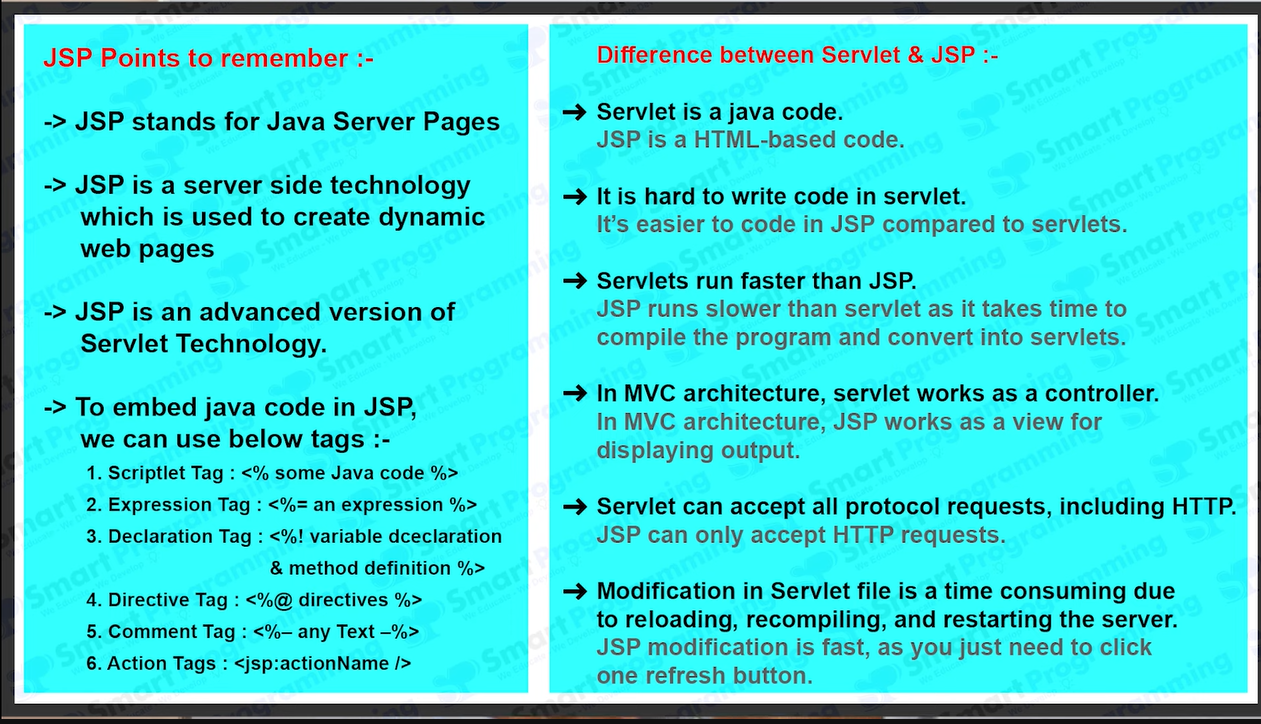 JSP Points to remember :-
-> JSP stands for Java Server Pages
-> JSP is a server side technology
which is used to create dynamic
web pages
-> JSP is an advanced version of
Servlet Technology.
-> To embed java code in JSP,
we can use below tags :-
1. Scriptlet Tag : <% some Java code %>
2. Expression Tag : <%= an expression %>
3. Declaration Tag : <%! variable dceclaration
& method definition %>
4. Directive Tag : <%@ directives %>
5. Comment Tag : <%– any Text –%>
6. Action Tags : <jsp:actionName />
Difference between Servlet & JSP :-
➔ Servlet is a java code.
JSP is a HTML-based code.
➔ It is hard to write code in servlet.
It’s easier to code in JSP compared to servlets.
➔ Servlets run faster than JSP.
JSP runs slower than servlet as it takes time to
compile the program and convert into servlets.
➔ In MVC architecture, servlet works as a controller.
In MVC architecture, JSP works as a view for
displaying output.
➔ Servlet can accept all protocol requests, including HTTP.
JSP can only accept HTTP requests.
➔ Modification in Servlet file is a time consuming due
to reloading, recompiling, and restarting the server.
JSP modification is fast, as you just need to click
one refresh button.